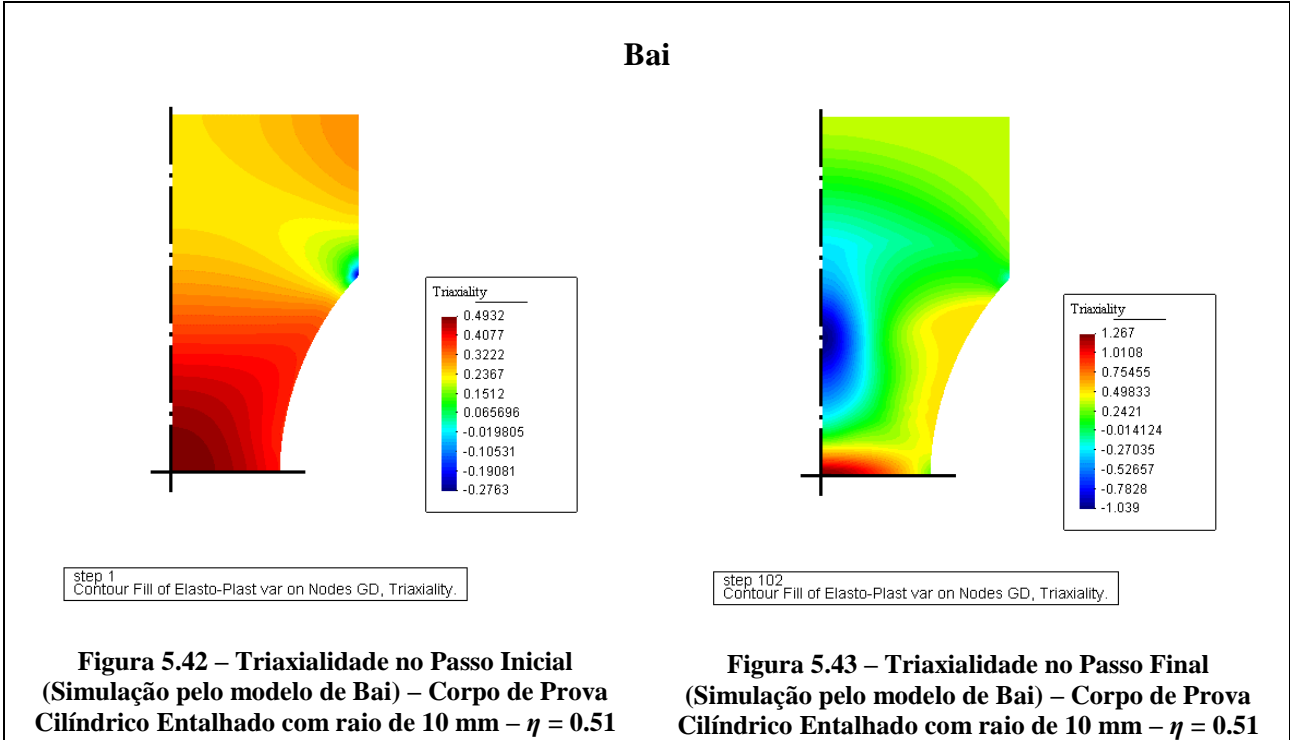 Bai
Triaxiality
0.4932
0.4077
0.3222
0.2367
0.1512
0.065696
-0.019805
-0.10531
-0.19081
-0.2763
step 1
Contour Fill of Elasto-Plast var on Nodes GD, Triaxiality.
Figura 5.42 – Triaxialidade no Passo Inicial
(Simulação pelo modelo de Bai) – Corpo de Prova
Cilíndrico Entalhado com raio de 10 mm – η = 0.51
Triaxiality
1.267
1.0108
0.75455
0.49833
0.2421
-0.014124
-0.27035
-0.52657
-0.7828
-1.039
step 102
Contour Fill of Elasto-Plast var on Nodes GD, Triaxiality.
Figura 5.43 – Triaxialidade no Passo Final
(Simulação pelo modelo de Bai) – Corpo de Prova
Cilíndrico Entalhado com raio de 10 mm – η = 0.51